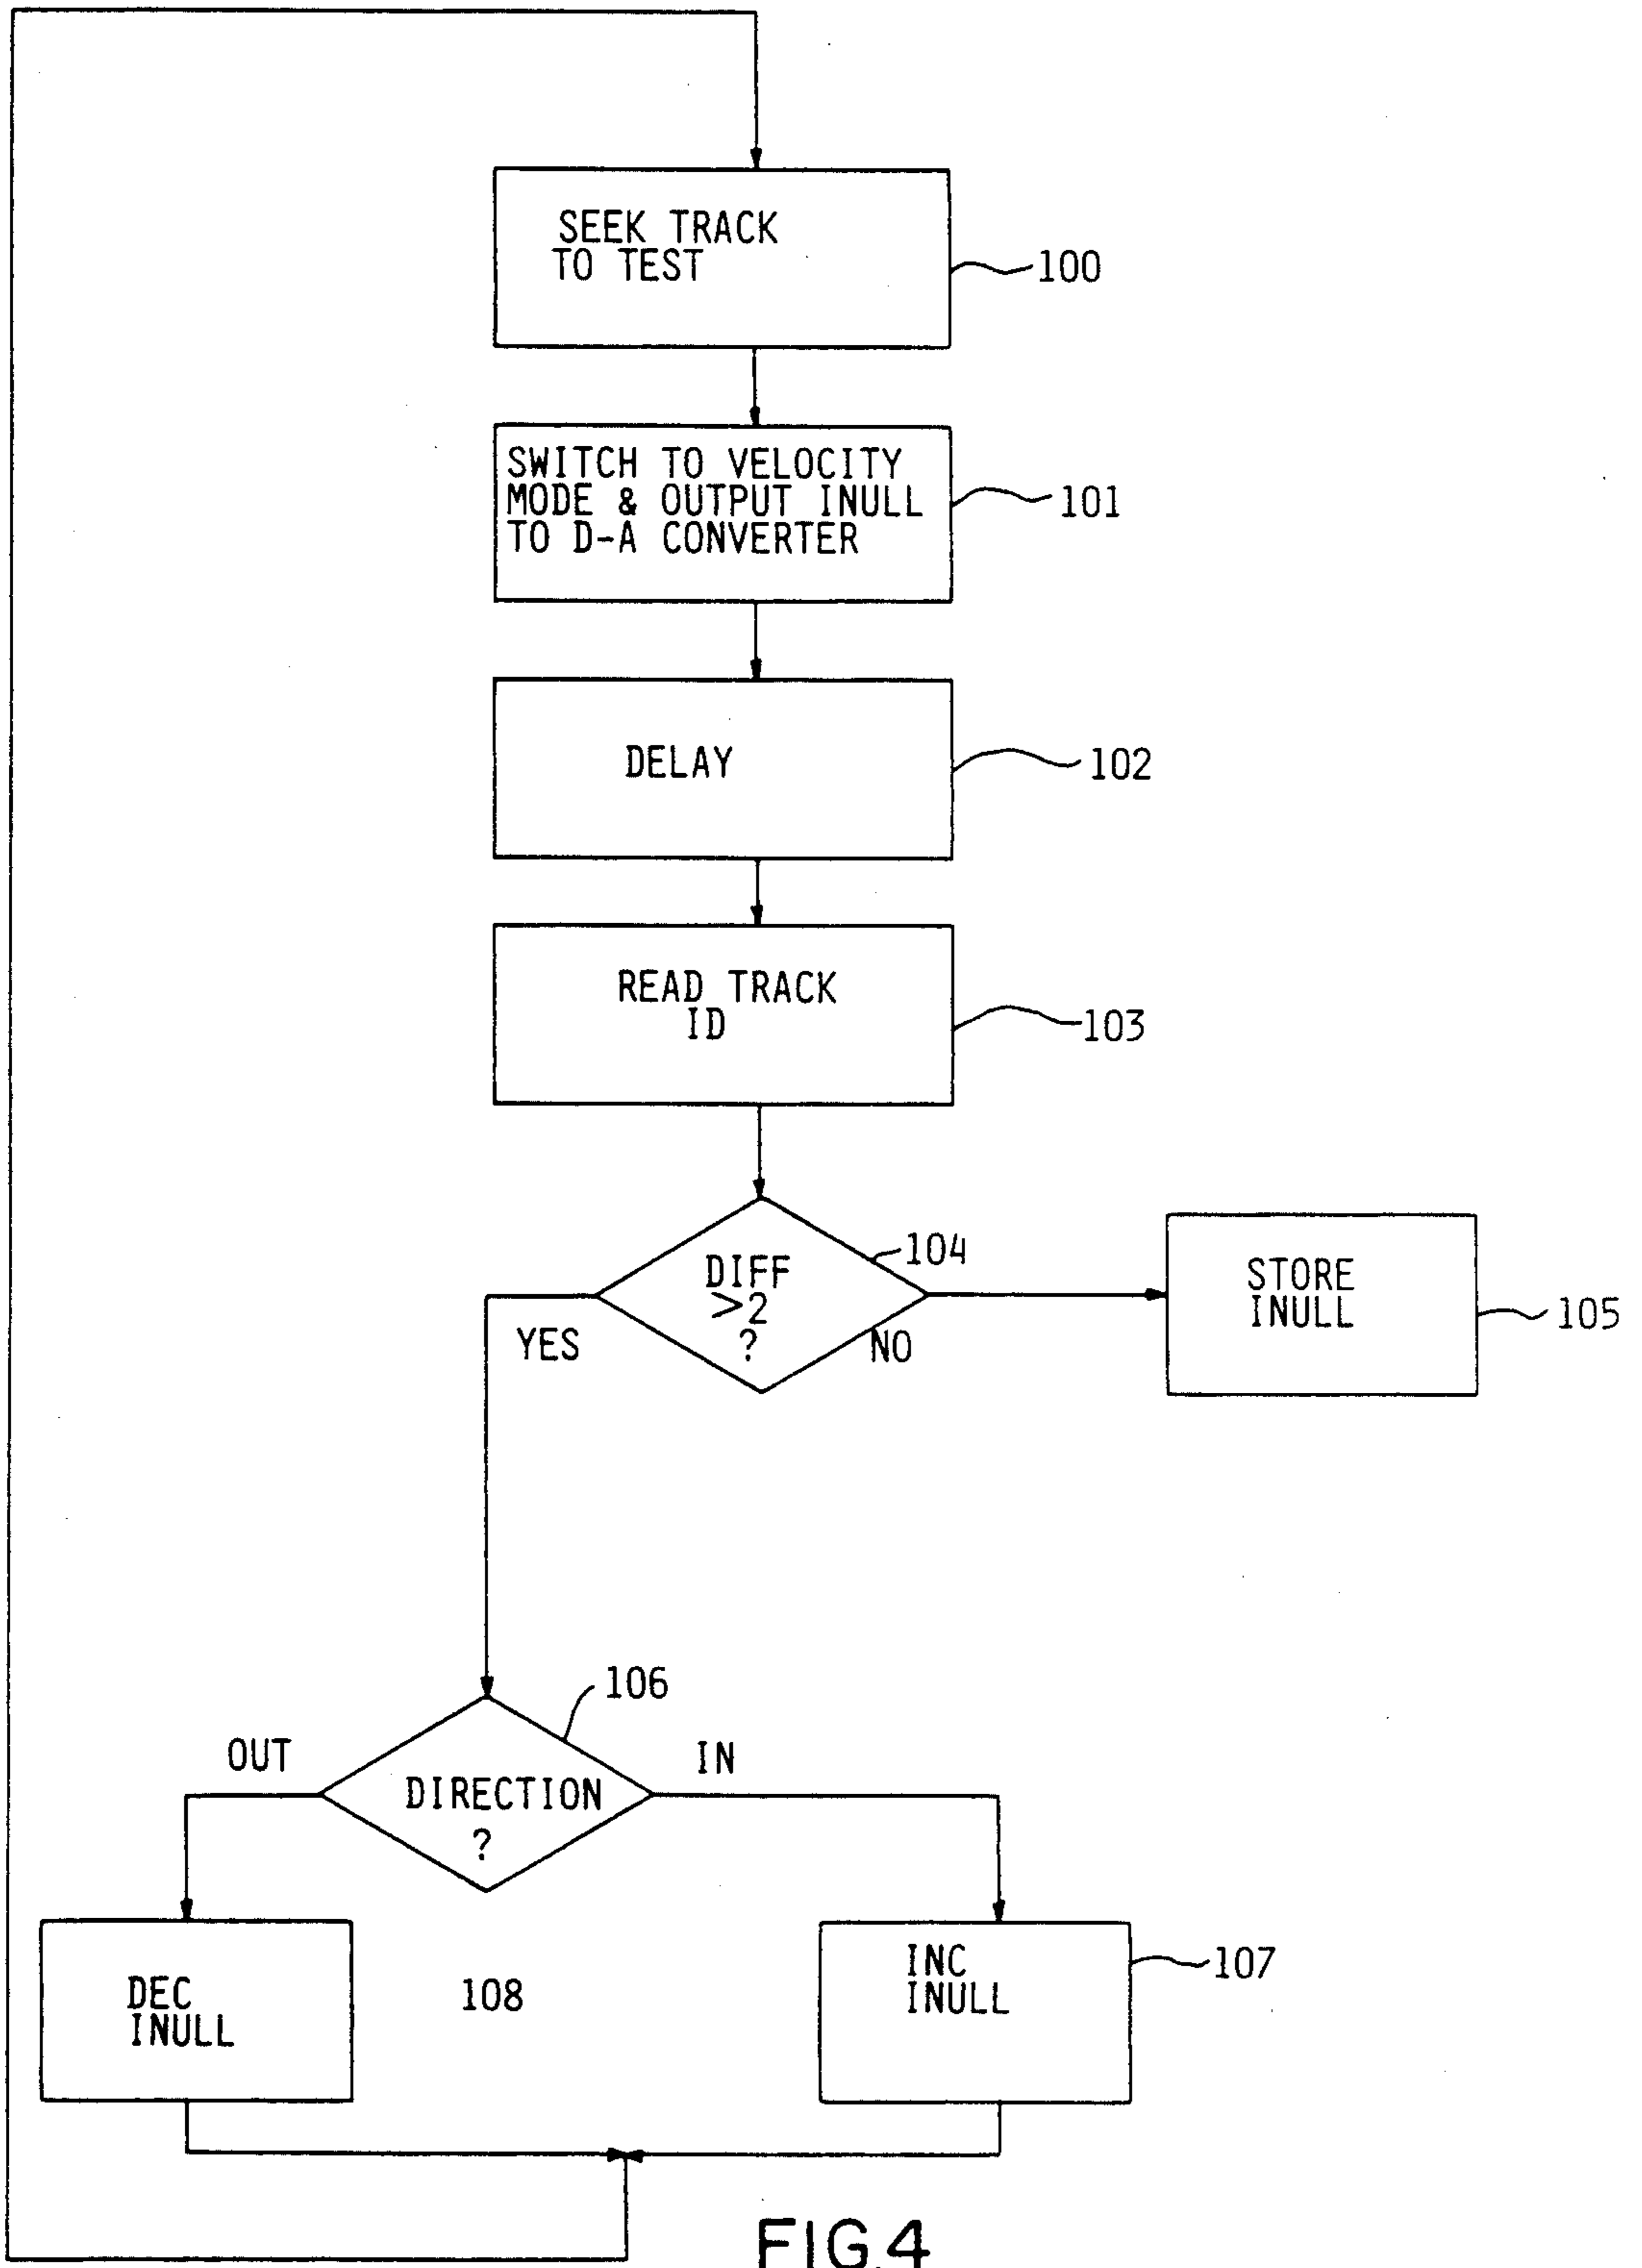 SEEK TRACK
TO TEST
100
SWITCH TO VELOCITY
MODE & OUTPUT INULL
TO D-A CONVERTER
101
DELAY
102
READ TRACK
ID
103
DIFF
>2
?
104
YES
NO
STORE
INULL
105
106
OUT
IN
DIRECTION
?
DEC
INULL
108
INC
INULL
107
FIG.4